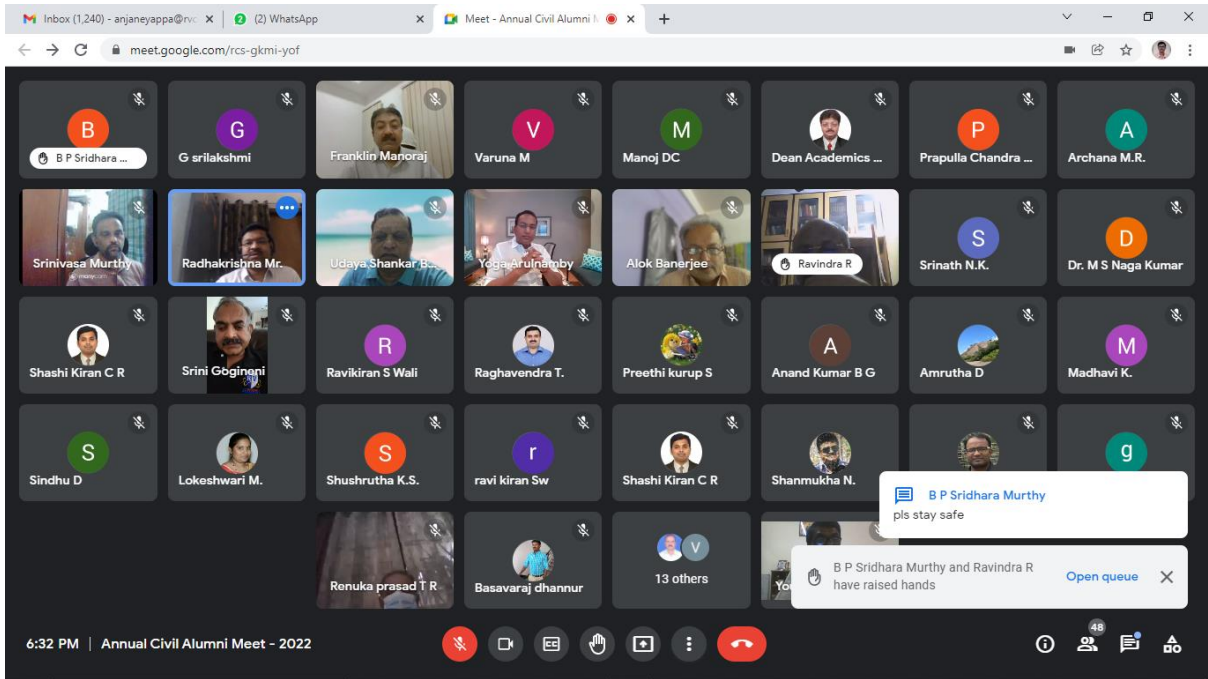 Inbox (1,240) - anjaneyappa@rvc
(2) WhatsApp
Meet - Annual Civil Alumni M
meet.google.com/rcs-gkmi-yof
B
B P Sridhara ...
G
G srilakshmi
Franklin Manoraj
V
Varuna M
M
Manoj DC
Dean Academics ...
P
Prapulla Chandra ...
A
Archana M.R.
Srinivasa Murthy
Radhakrishna Mr.
Udaya Shankar B...
Yoga Arulnamby
Alok Banerjee
Ravindra R
S
Srinath N.K.
D
Dr. M S Naga Kumar
Shashi Kiran C R
Srini Gogineni
R
Ravikiran S Wali
Raghavendra T.
Preethi kurup S
A
Anand Kumar B G
Amrutha D
M
Madhavi K.
S
Sindhu D
Lokeshwari M.
S
Shushrutha K.S.
r
ravi kiran Sw
Shashi Kiran C R
Shanmukha N.
g
B P Sridhara Murthy
pls stay safe
Renuka prasad T R
Basavaraj dhannur
V
13 others
B P Sridhara Murthy and Ravindra R
have raised hands
Open queue
6:32 PM | Annual Civil Alumni Meet - 2022
CC
48